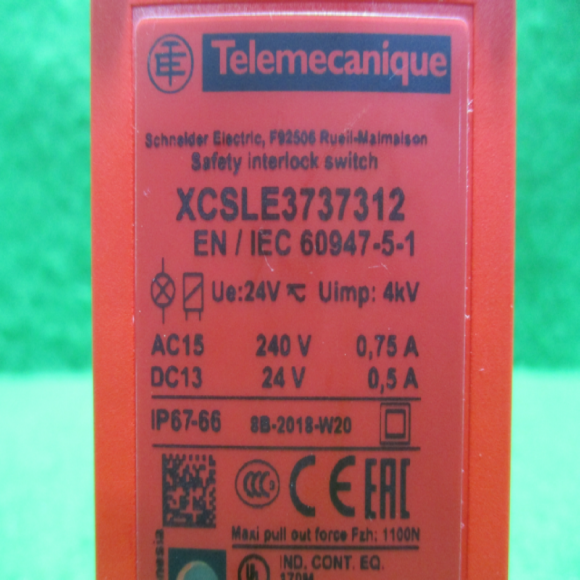 Telemecanique
Schneider Electric, F92506 Rueil-Malmaison
Safety interlock switch
XCSLE3737312
EN / IEC 60947-5-1
Ue:24V Uimp: 4kV
AC15 240 V 0,75 A
DC13 24 V 0,5 A
IP67-66 8B-2018-W20
CCC CE EAC
Maxi pull out force Fzh: 1100N
UL IND. CONT. EQ.